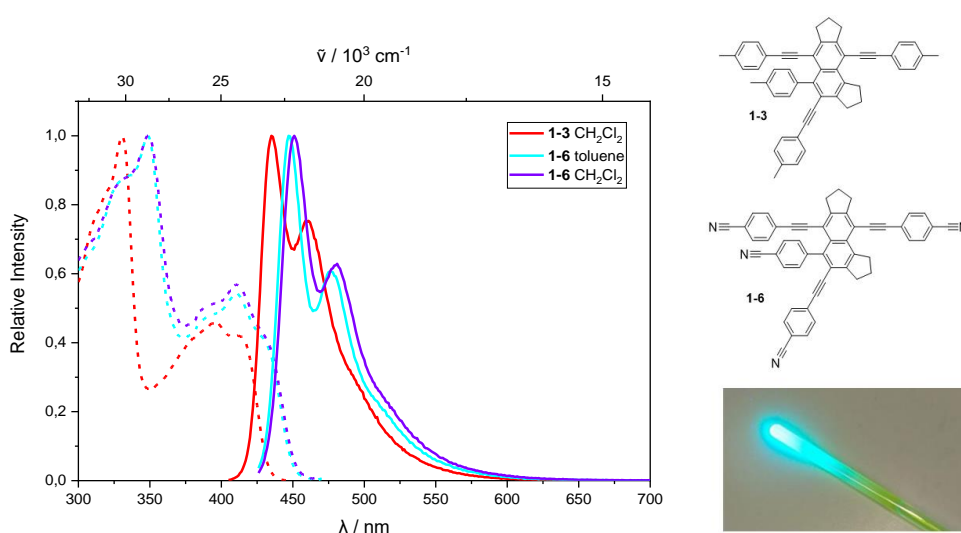 ṽ / 10³ cm⁻¹
30 25 20 15
1,0
0,8
0,6
0,4
0,2
0,0
Relative Intensity
1-3 CH₂Cl₂
1-6 toluene
1-6 CH₂Cl₂
300 350 400 450 500 550 600 650 700
λ / nm
1-3
N N
N
1-6
N